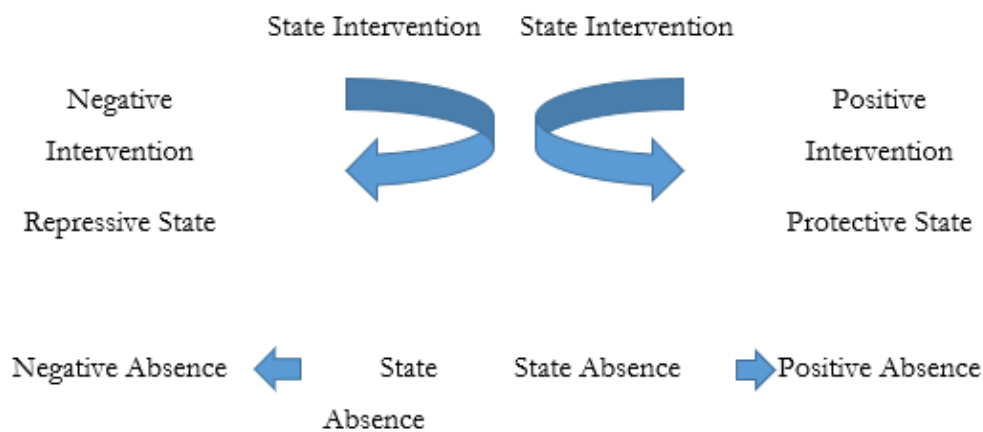 State Intervention State Intervention
Negative Positive
Intervention Intervention
Repressive State Protective State
Negative Absence State State Absence Positive Absence
Absence